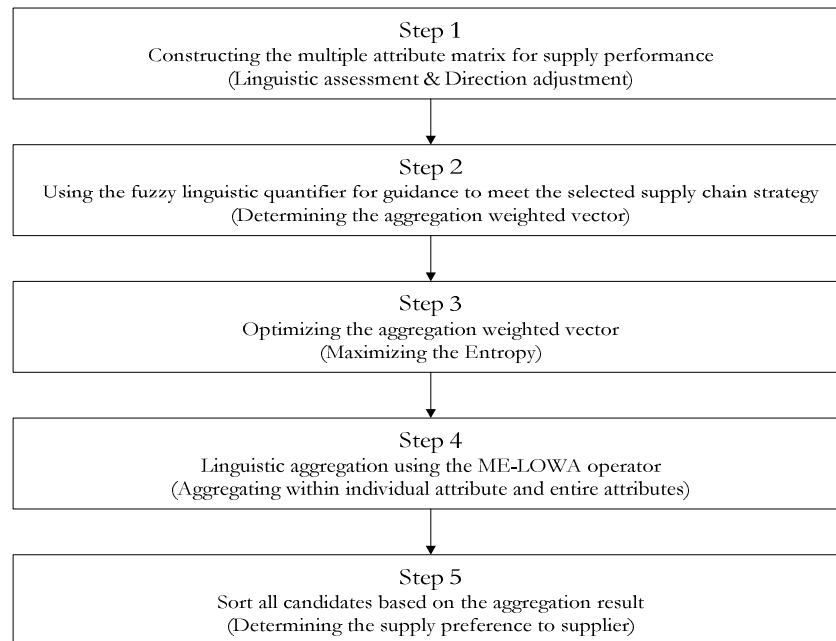 Step 1
Constructing the multiple attribute matrix for supply performance
(Linguistic assessment & Direction adjustment)
Step 2
Using the fuzzy linguistic quantifier for guidance to meet the selected supply chain strategy
(Determining the aggregation weighted vector)
Step 3
Optimizing the aggregation weighted vector
(Maximizing the Entropy)
Step 4
Linguistic aggregation using the ME-LOWA operator
(Aggregating within individual attribute and entire attributes)
Step 5
Sort all candidates based on the aggregation result
(Determining the supply preference to supplier)